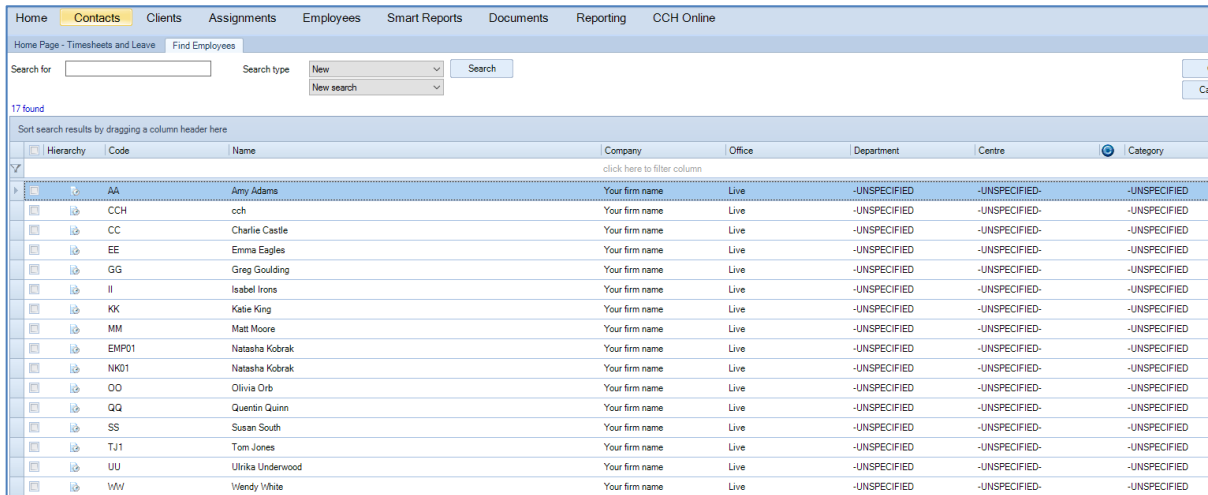 Home Contacts Clients Assignments Employees Smart Reports Documents Reporting CCH Online
Home Page - Timesheets and Leave Find Employees
Search for Search type New Search
New search
Ca
17 found
Sort search results by dragging a column header here
Hierarchy Code Name Company Office Department Centre Category
click here to filter column
AA Amy Adams Your firm name Live -UNSPECIFIED -UNSPECIFIED- -UNSPECIFIED
CCH cch Your firm name Live -UNSPECIFIED -UNSPECIFIED- -UNSPECIFIED
CC Charlie Castle Your firm name Live -UNSPECIFIED -UNSPECIFIED- -UNSPECIFIED
EE Emma Eagles Your firm name Live -UNSPECIFIED -UNSPECIFIED- -UNSPECIFIED
GG Greg Goulding Your firm name Live -UNSPECIFIED -UNSPECIFIED- -UNSPECIFIED
II Isabel Irons Your firm name Live -UNSPECIFIED -UNSPECIFIED- -UNSPECIFIED
KK Katie King Your firm name Live -UNSPECIFIED -UNSPECIFIED- -UNSPECIFIED
MM Matt Moore Your firm name Live -UNSPECIFIED -UNSPECIFIED- -UNSPECIFIED
EMP01 Natasha Kobrak Your firm name Live -UNSPECIFIED -UNSPECIFIED- -UNSPECIFIED
NK01 Natasha Kobrak Your firm name Live -UNSPECIFIED -UNSPECIFIED- -UNSPECIFIED
OO Olivia Orb Your firm name Live -UNSPECIFIED -UNSPECIFIED- -UNSPECIFIED
QQ Quentin Quinn Your firm name Live -UNSPECIFIED -UNSPECIFIED- -UNSPECIFIED
SS Susan South Your firm name Live -UNSPECIFIED -UNSPECIFIED- -UNSPECIFIED
TJ1 Tom Jones Your firm name Live -UNSPECIFIED -UNSPECIFIED- -UNSPECIFIED
UU Ulrika Underwood Your firm name Live -UNSPECIFIED -UNSPECIFIED- -UNSPECIFIED
WW Wendy White Your firm name Live -UNSPECIFIED -UNSPECIFIED- -UNSPECIFIED